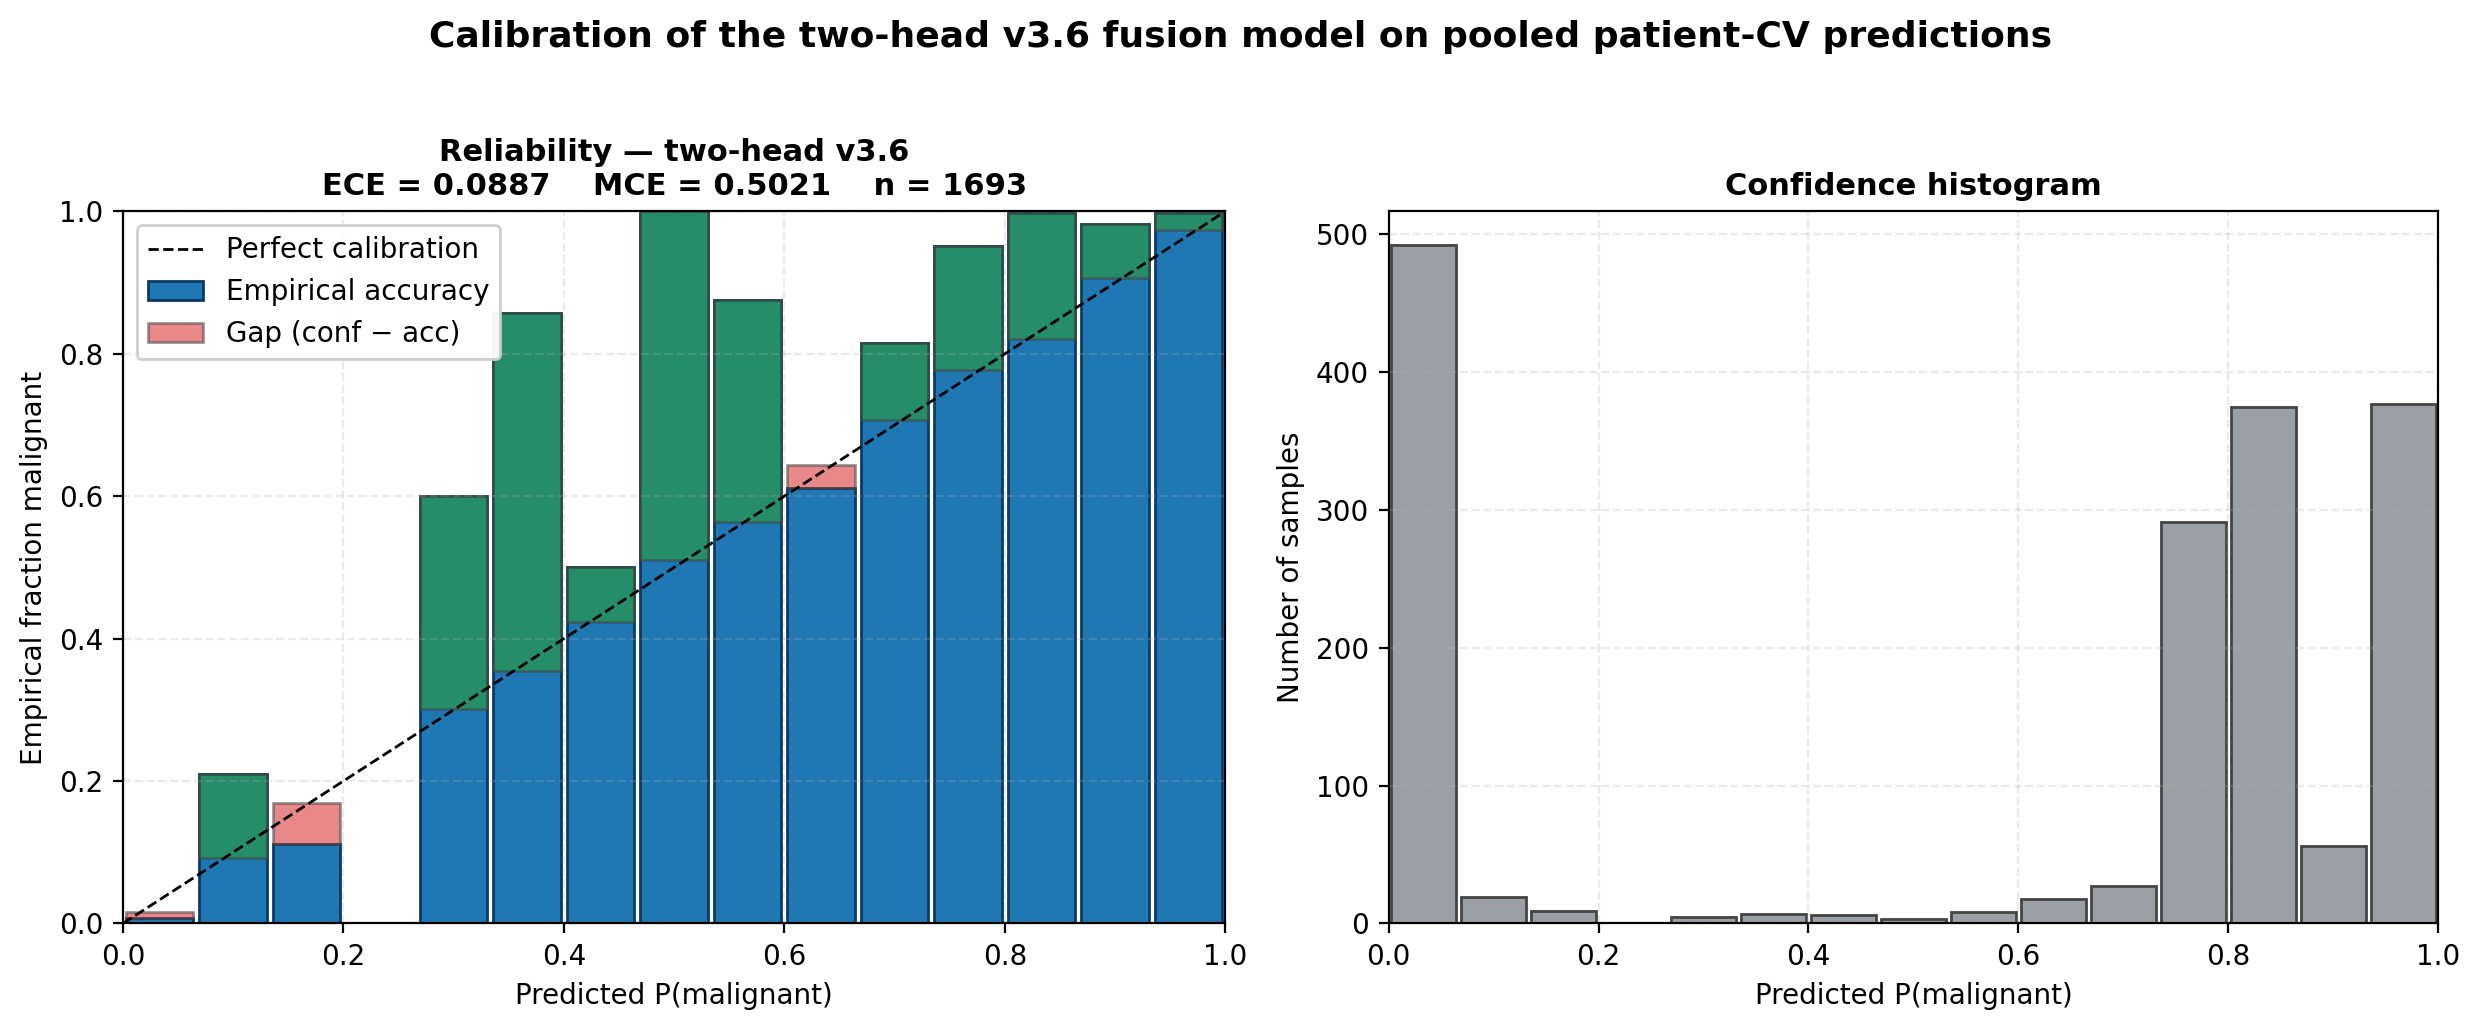 Calibration of the two-head v3.6 fusion model on pooled patient-CV predictions
Reliability — two-head v3.6
ECE = 0.0887    MCE = 0.5021    n = 1693
Perfect calibration
Empirical accuracy
Gap (conf − acc)
Empirical fraction malignant
1.0
0.8
0.6
0.4
0.2
0.0
0.0 0.2 0.4 0.6 0.8 1.0
Predicted P(malignant)
Confidence histogram
Number of samples
500
400
300
200
100
0
0.0 0.2 0.4 0.6 0.8 1.0
Predicted P(malignant)